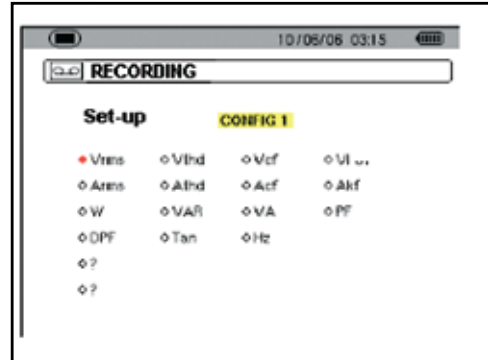 10/06/06 03:15
RECORDING
Set-up CONFIG 1
Vrms Vthd Vcf
Arms Athd Acf Akf
W VAR VA PF
DPF Tan Hz
?
?